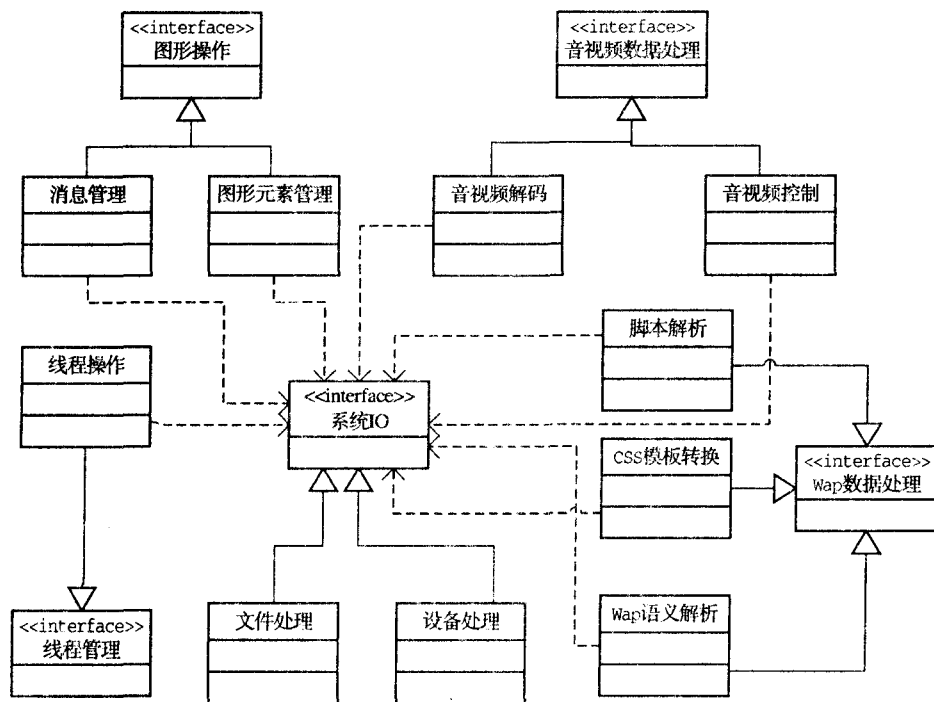 <<interface>>
图形操作
<<interface>>
音视频数据处理
消息管理
图形元素管理
音视频解码
音视频控制
脚本解析
线程操作
<<interface>>
系统IO
CSS模板转换
<<interface>>
Wap数据处理
<<interface>>
线程管理
文件处理
设备处理
Wap语义解析